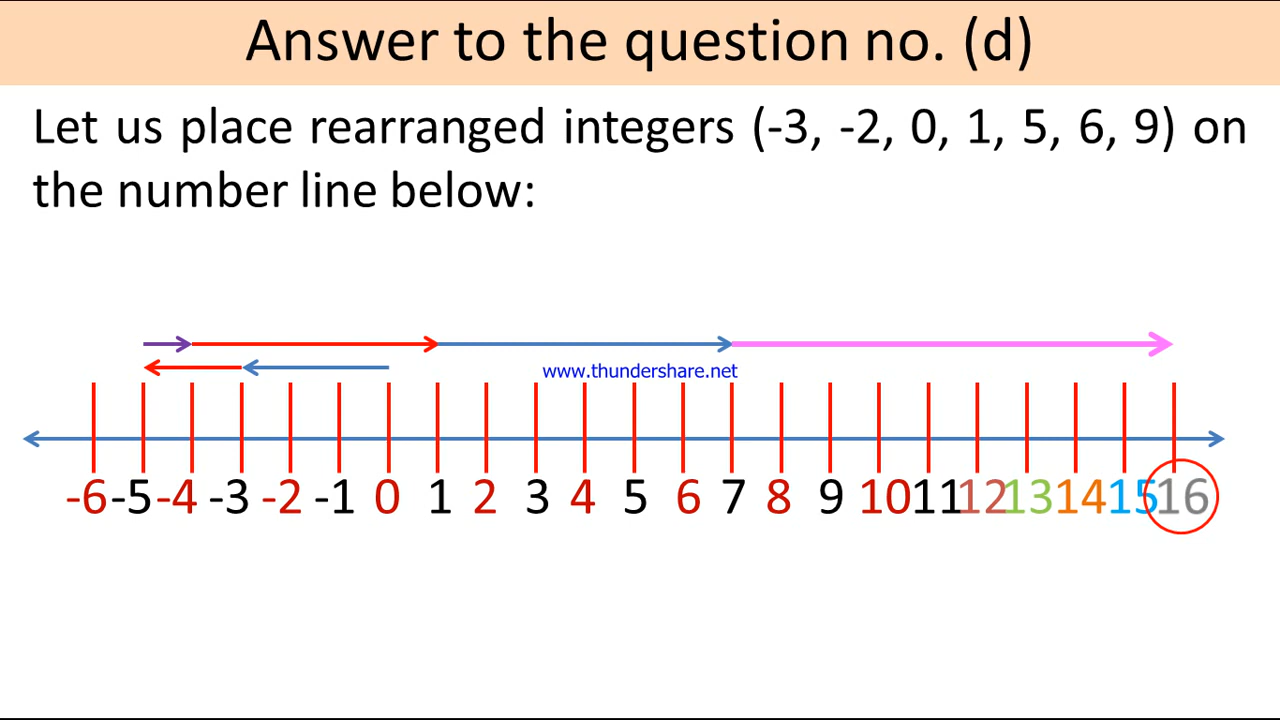 Answer to the question no. (d)
Let us place rearranged integers (-3, -2, 0, 1, 5, 6, 9) on
the number line below:
www.thundershare.net
-6 -5 -4 -3 -2 -1 0 1 2 3 4 5 6 7 8 9 10 11 12 13 14 15 16